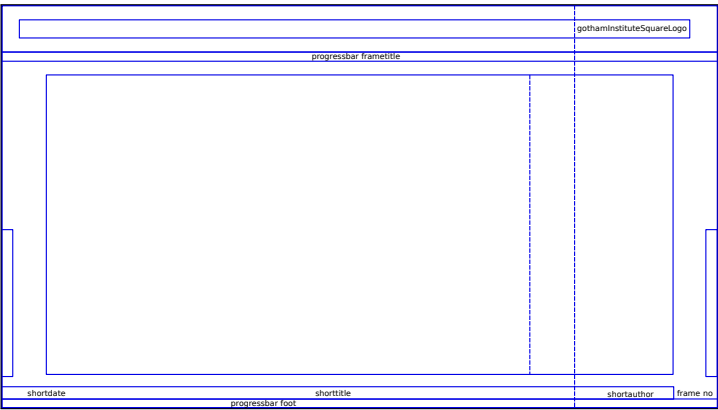 gothamInstituteSquareLogo
progressbar frametitle
shortdate shorttitle shortauthor frame no
progressbar foot